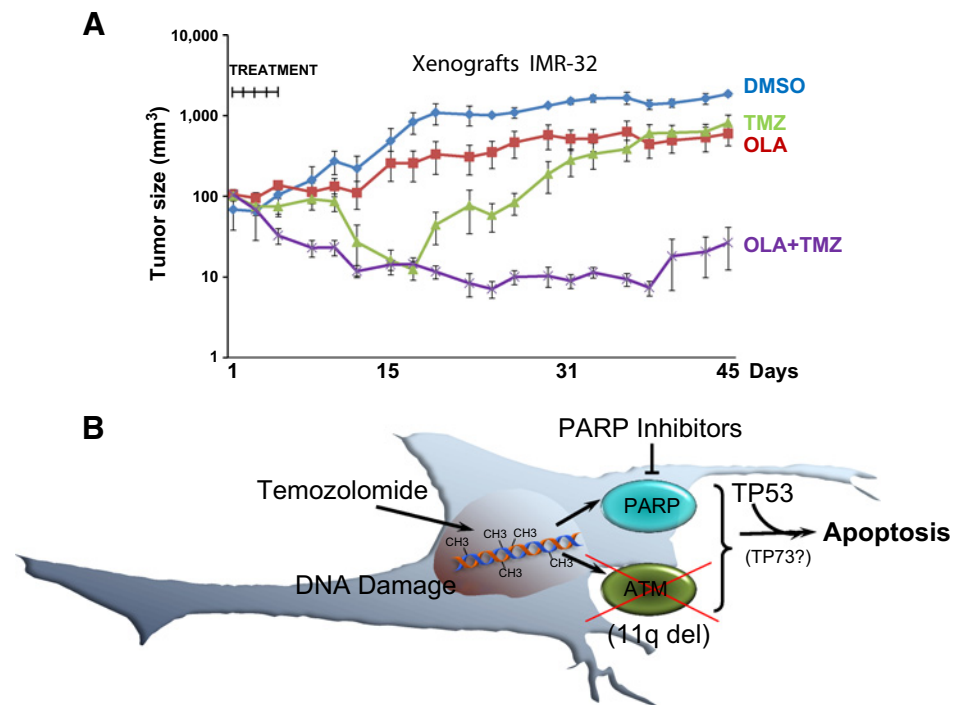 A
10,000
1,000
100
10
1
Tumor size (mm³)
TREATMENT
Xenografts IMR-32
DMSO
TMZ
OLA
OLA+TMZ
1
15
31
45
Days
B
PARP Inhibitors
Temozolomide
PARP
TP53
CH3
CH3
CH3
CH3
CH3
Apoptosis
(TP73?)
DNA Damage
ATM
(11q del)